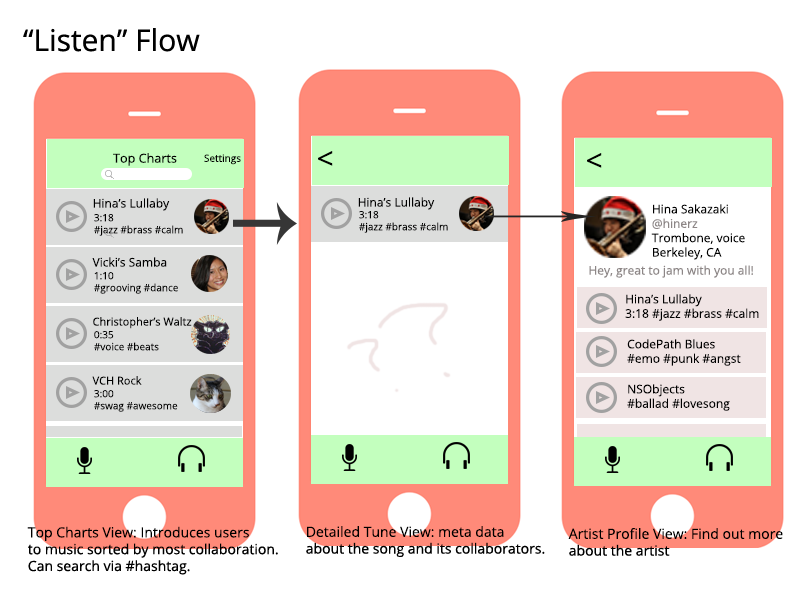 “Listen” Flow
Top Charts
Settings
Hina’s Lullaby
3:18
#jazz #brass #calm
Vicki’s Samba
1:10
#grooving #dance
Christopher’s Waltz
0:35
#voice #beats
VCH Rock
3:00
#swag #awesome
Top Charts View: Introduces users
to music sorted by most collaboration.
Can search via #hashtag.
<
Hina’s Lullaby
3:18
#jazz #brass #calm
Detailed Tune View: meta data
about the song and its collaborators.
<
Hina Sakazaki
@hinerz
Trombone, voice
Berkeley, CA
Hey, great to jam with you all!
Hina’s Lullaby
3:18 #jazz #brass #calm
CodePath Blues
#emo #punk #angst
NSObjects
#ballad #lovesong
Artist Profile View: Find out more
about the artist